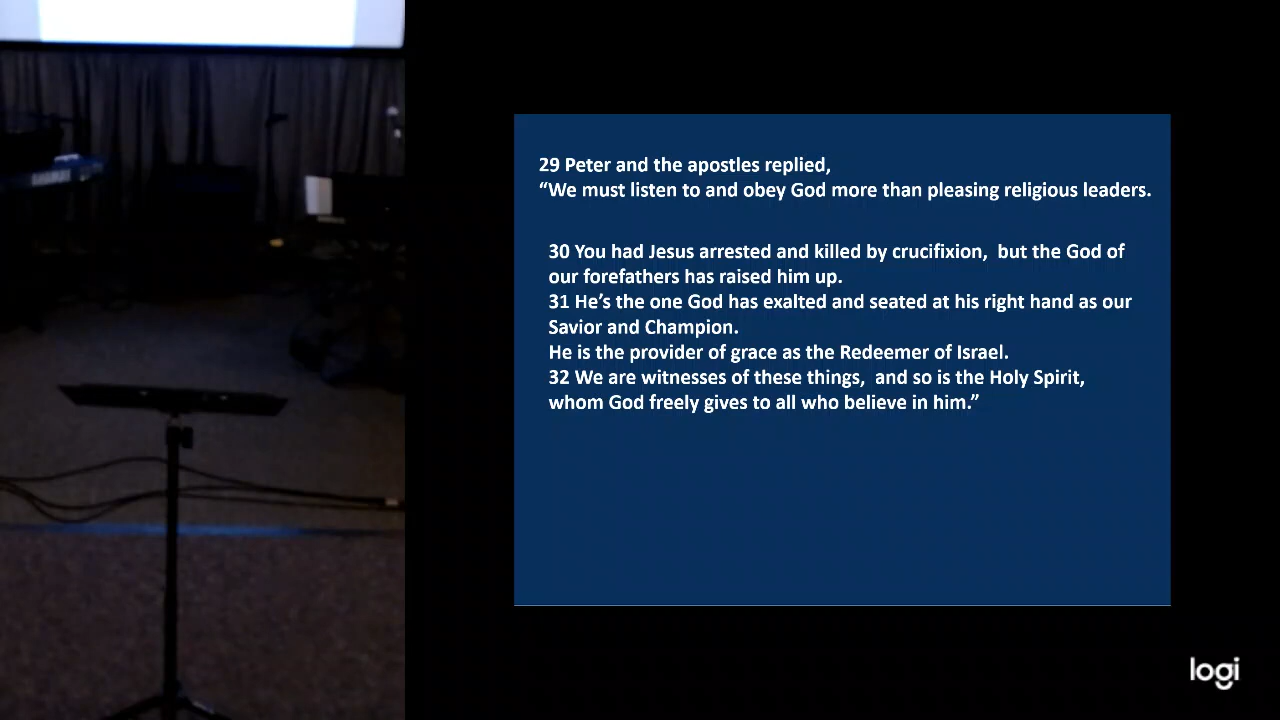 29 Peter and the apostles replied,
“We must listen to and obey God more than pleasing religious leaders.
30 You had Jesus arrested and killed by crucifixion,  but the God of
our forefathers has raised him up.
31 He’s the one God has exalted and seated at his right hand as our
Savior and Champion.
He is the provider of grace as the Redeemer of Israel.
32 We are witnesses of these things,  and so is the Holy Spirit,
whom God freely gives to all who believe in him.”
logi